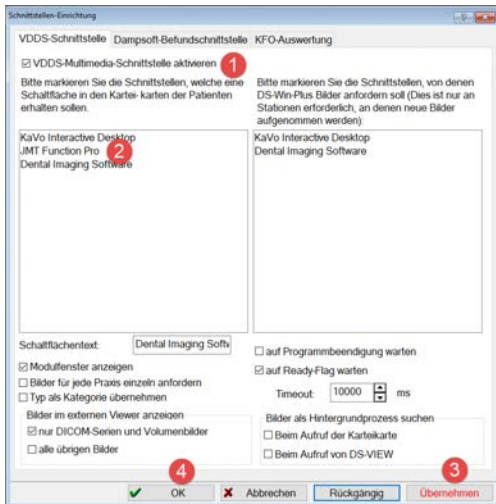 Schnittstellen-Einrichtung
VDDS-Schnittstelle Dampsoft-Befundschnittstelle KFO-Auswertung
VDDS-Multimedia-Schnittstelle aktivieren 1
Bitte markieren Sie die Schnittstellen, welche eine
Schaltfläche in den Kartei- karten der Patienten
erhalten sollen.
Bitte markieren Sie die Schnittstellen, von denen
DS-Win-Plus Bilder anfordern soll (Dies ist nur an
Stationen erforderlich, an denen neue Bilder
aufgenommen werden):
KaVo Interactive Desktop
JMT Function Pro 2
Dental Imaging Software
KaVo Interactive Desktop
Dental Imaging Software
Schaltflächentext: Dental Imaging Softw
Modulfenster anzeigen
Bilder für jede Praxis einzeln anfordern
Typ als Kategorie übernehmen
Bilder im externen Viewer anzeigen
nur DICOM-Serien und Volumenbilder
alle übrigen Bilder
auf Programmbeendigung warten
auf Ready-Flag warten
Timeout: 10000 ms
Bilder als Hintergrundprozess suchen
Beim Aufruf der Karteikarte
Beim Aufruf von DS-VIEW
4 3
OK Abbrechen Rückgängig Übernehmen